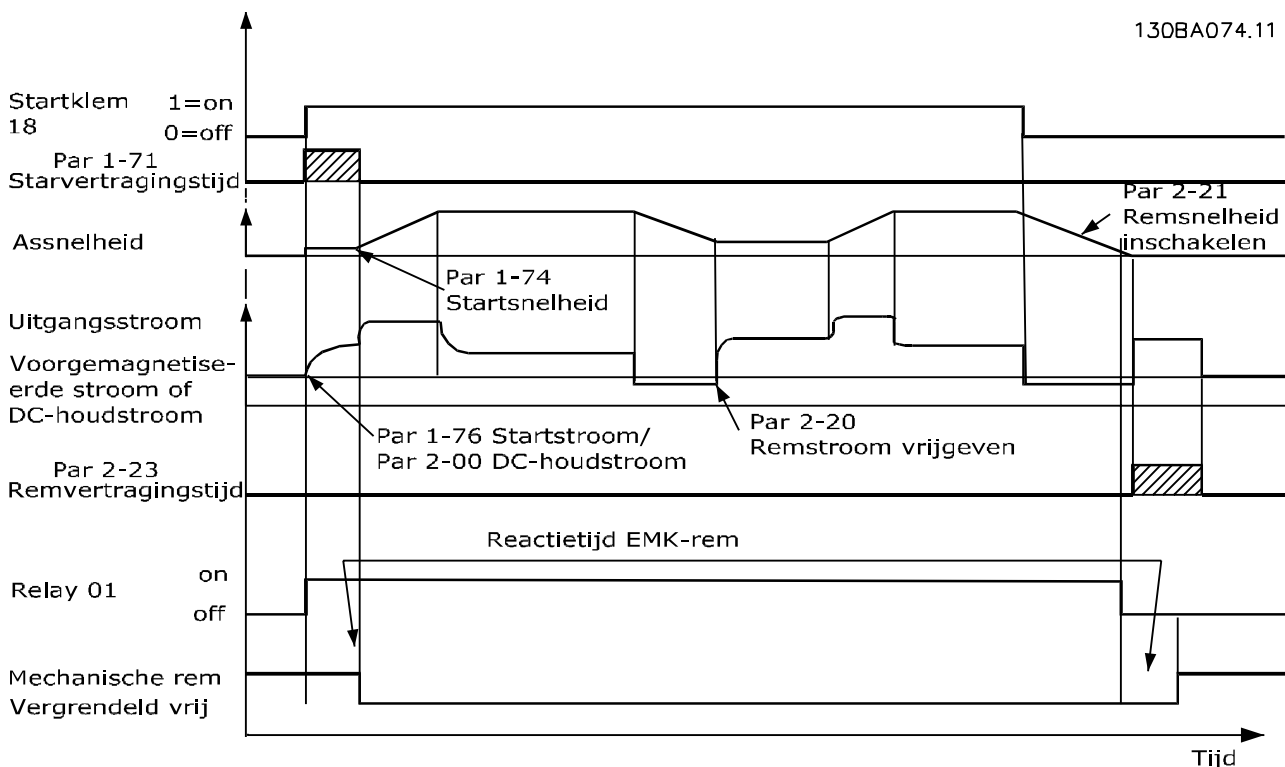 130BA074.11
Startklem 1=on
18 0=off
Par 1-71
Starvertragingstijd
Par 2-21
Remsnelheid
inschakelen
Assnelheid
Par 1-74
Startsnelheid
Uitgangsstroom
Voorgemagnetise-
erde stroom of
DC-houdstroom
Par 1-76 Startstroom/
Par 2-00 DC-houdstroom
Par 2-20
Remstroom vrijgeven
Par 2-23
Remvertragingstijd
Reactietijd EMK-rem
on
Relay 01
off
Mechanische rem
Vergrendeld vrij
Tijd